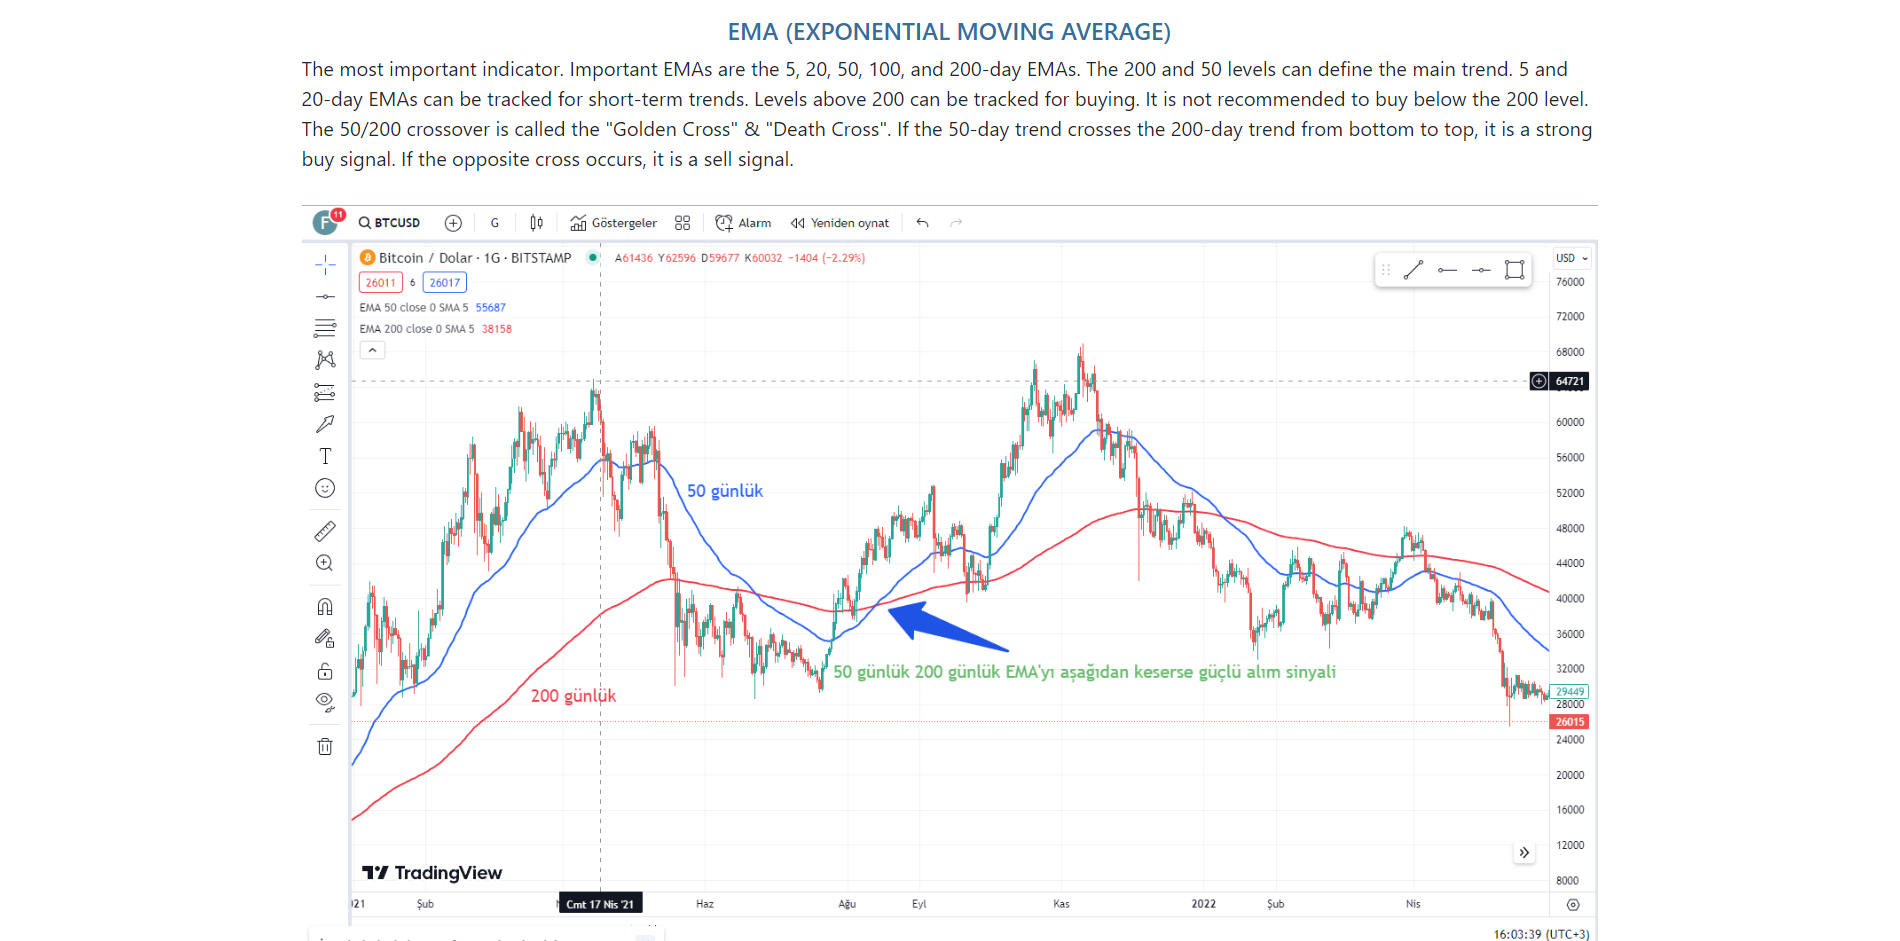 EMA (EXPONENTIAL MOVING AVERAGE)
The most important indicator. Important EMAs are the 5, 20, 50, 100, and 200-day EMAs. The 200 and 50 levels can define the main trend. 5 and
20-day EMAs can be tracked for short-term trends. Levels above 200 can be tracked for buying. It is not recommended to buy below the 200 level.
The 50/200 crossover is called the "Golden Cross" & "Death Cross". If the 50-day trend crosses the 200-day trend from bottom to top, it is a strong
buy signal. If the opposite cross occurs, it is a sell signal.
F 11 BTCUSD G Göstergeler Alarm Yeniden oynat
Bitcoin / Dolar · 1G · BITSTAMP A61436 Y62596 D59677 K60032 −1404 (−2.29%)
USD
26011 6 26017
EMA 50 close 0 SMA 5 55687
EMA 200 close 0 SMA 5 38158
76000
72000
68000
64721
60000
56000
52000
48000
44000
40000
36000
32000
29449
28000
26015
24000
20000
16000
12000
8000
50 günlük
50 günlük 200 günlük EMA'yı aşağıdan keserse güçlü alım sinyali
200 günlük
TradingView
021 Şub Cmt 17 Nis '21 Haz Ağu Eyl Kas 2022 Şub Nis
16:03:39 (UTC+3)